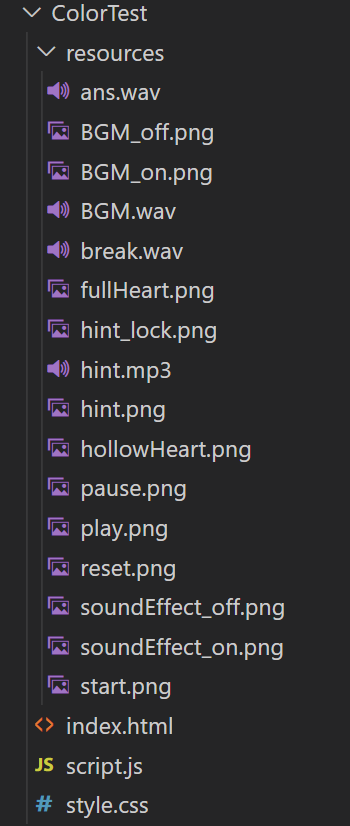 ColorTest
resources
ans.wav
BGM_off.png
BGM_on.png
BGM.wav
break.wav
fullHeart.png
hint_lock.png
hint.mp3
hint.png
hollowHeart.png
pause.png
play.png
reset.png
soundEffect_off.png
soundEffect_on.png
start.png
<> index.html
JS script.js
# style.css